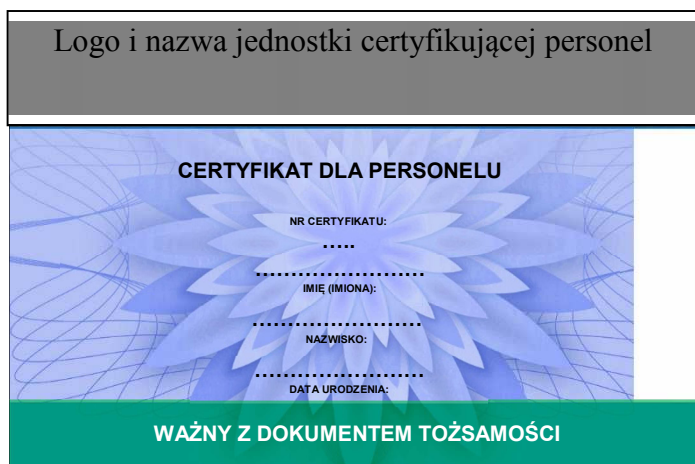 Logo i nazwa jednostki certyfikującej personel
CERTYFIKAT DLA PERSONELU
NR CERTYFIKATU:
.....
........................
IMIĘ (IMIONA):
........................
NAZWISKO:
........................
DATA URODZENIA:
WAŻNY Z DOKUMENTEM TOŻSAMOŚCI